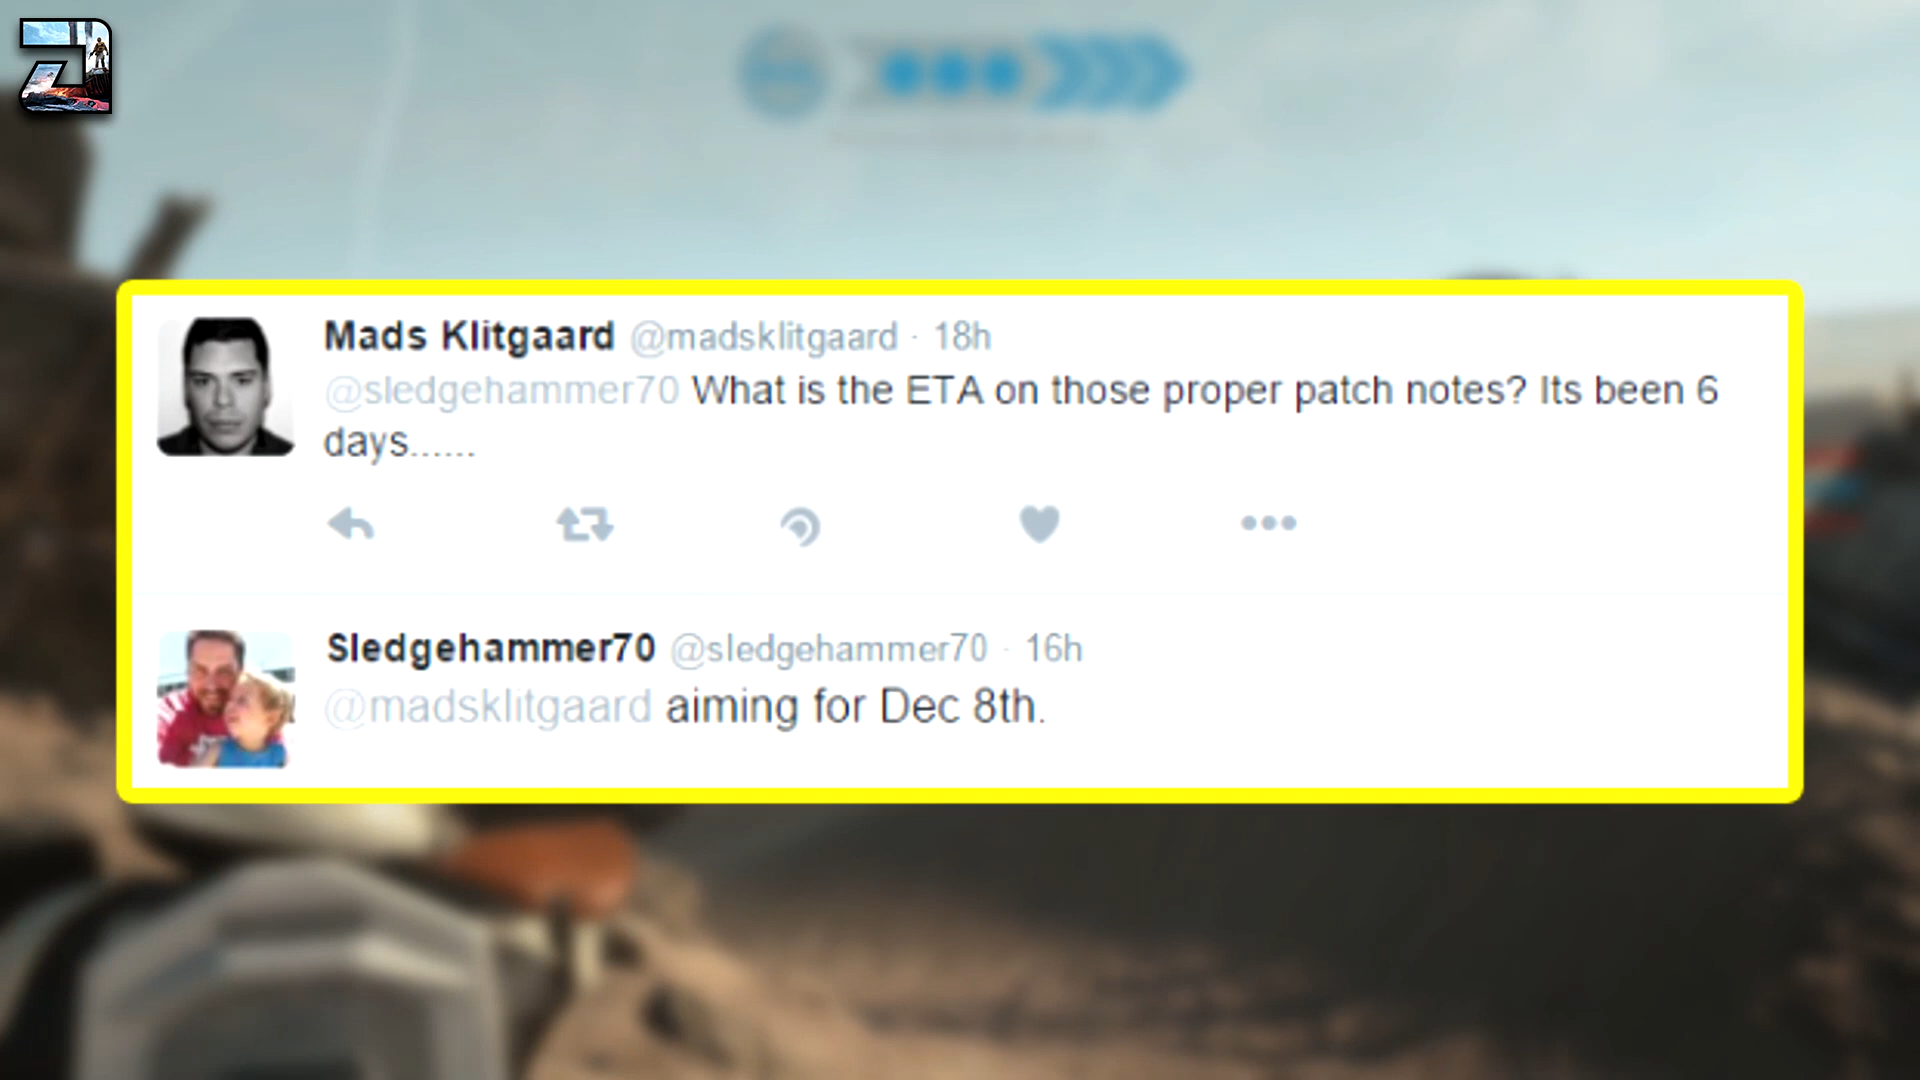 Mads Klitgaard @madsklitgaard · 18h
@sledgehammer70 What is the ETA on those proper patch notes? Its been 6
days......
Sledgehammer70 @sledgehammer70 · 16h
@madsklitgaard aiming for Dec 8th.